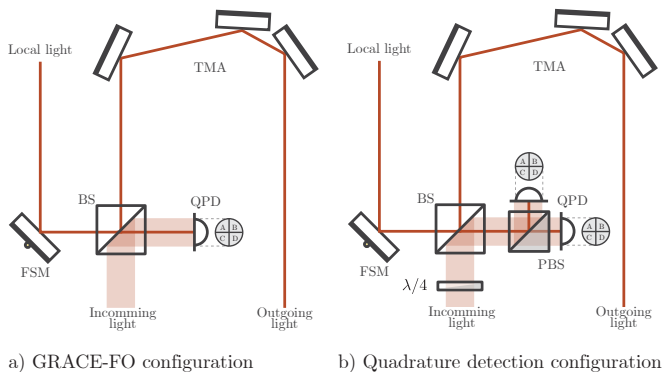 Local light
TMA
BS
QPD
A B
C D
FSM
Incomming
light
Outgoing
light
a) GRACE-FO configuration
Local light
TMA
A B
C D
BS
QPD
A B
C D
PBS
FSM
λ/4
Incomming
light
Outgoing
light
b) Quadrature detection configuration